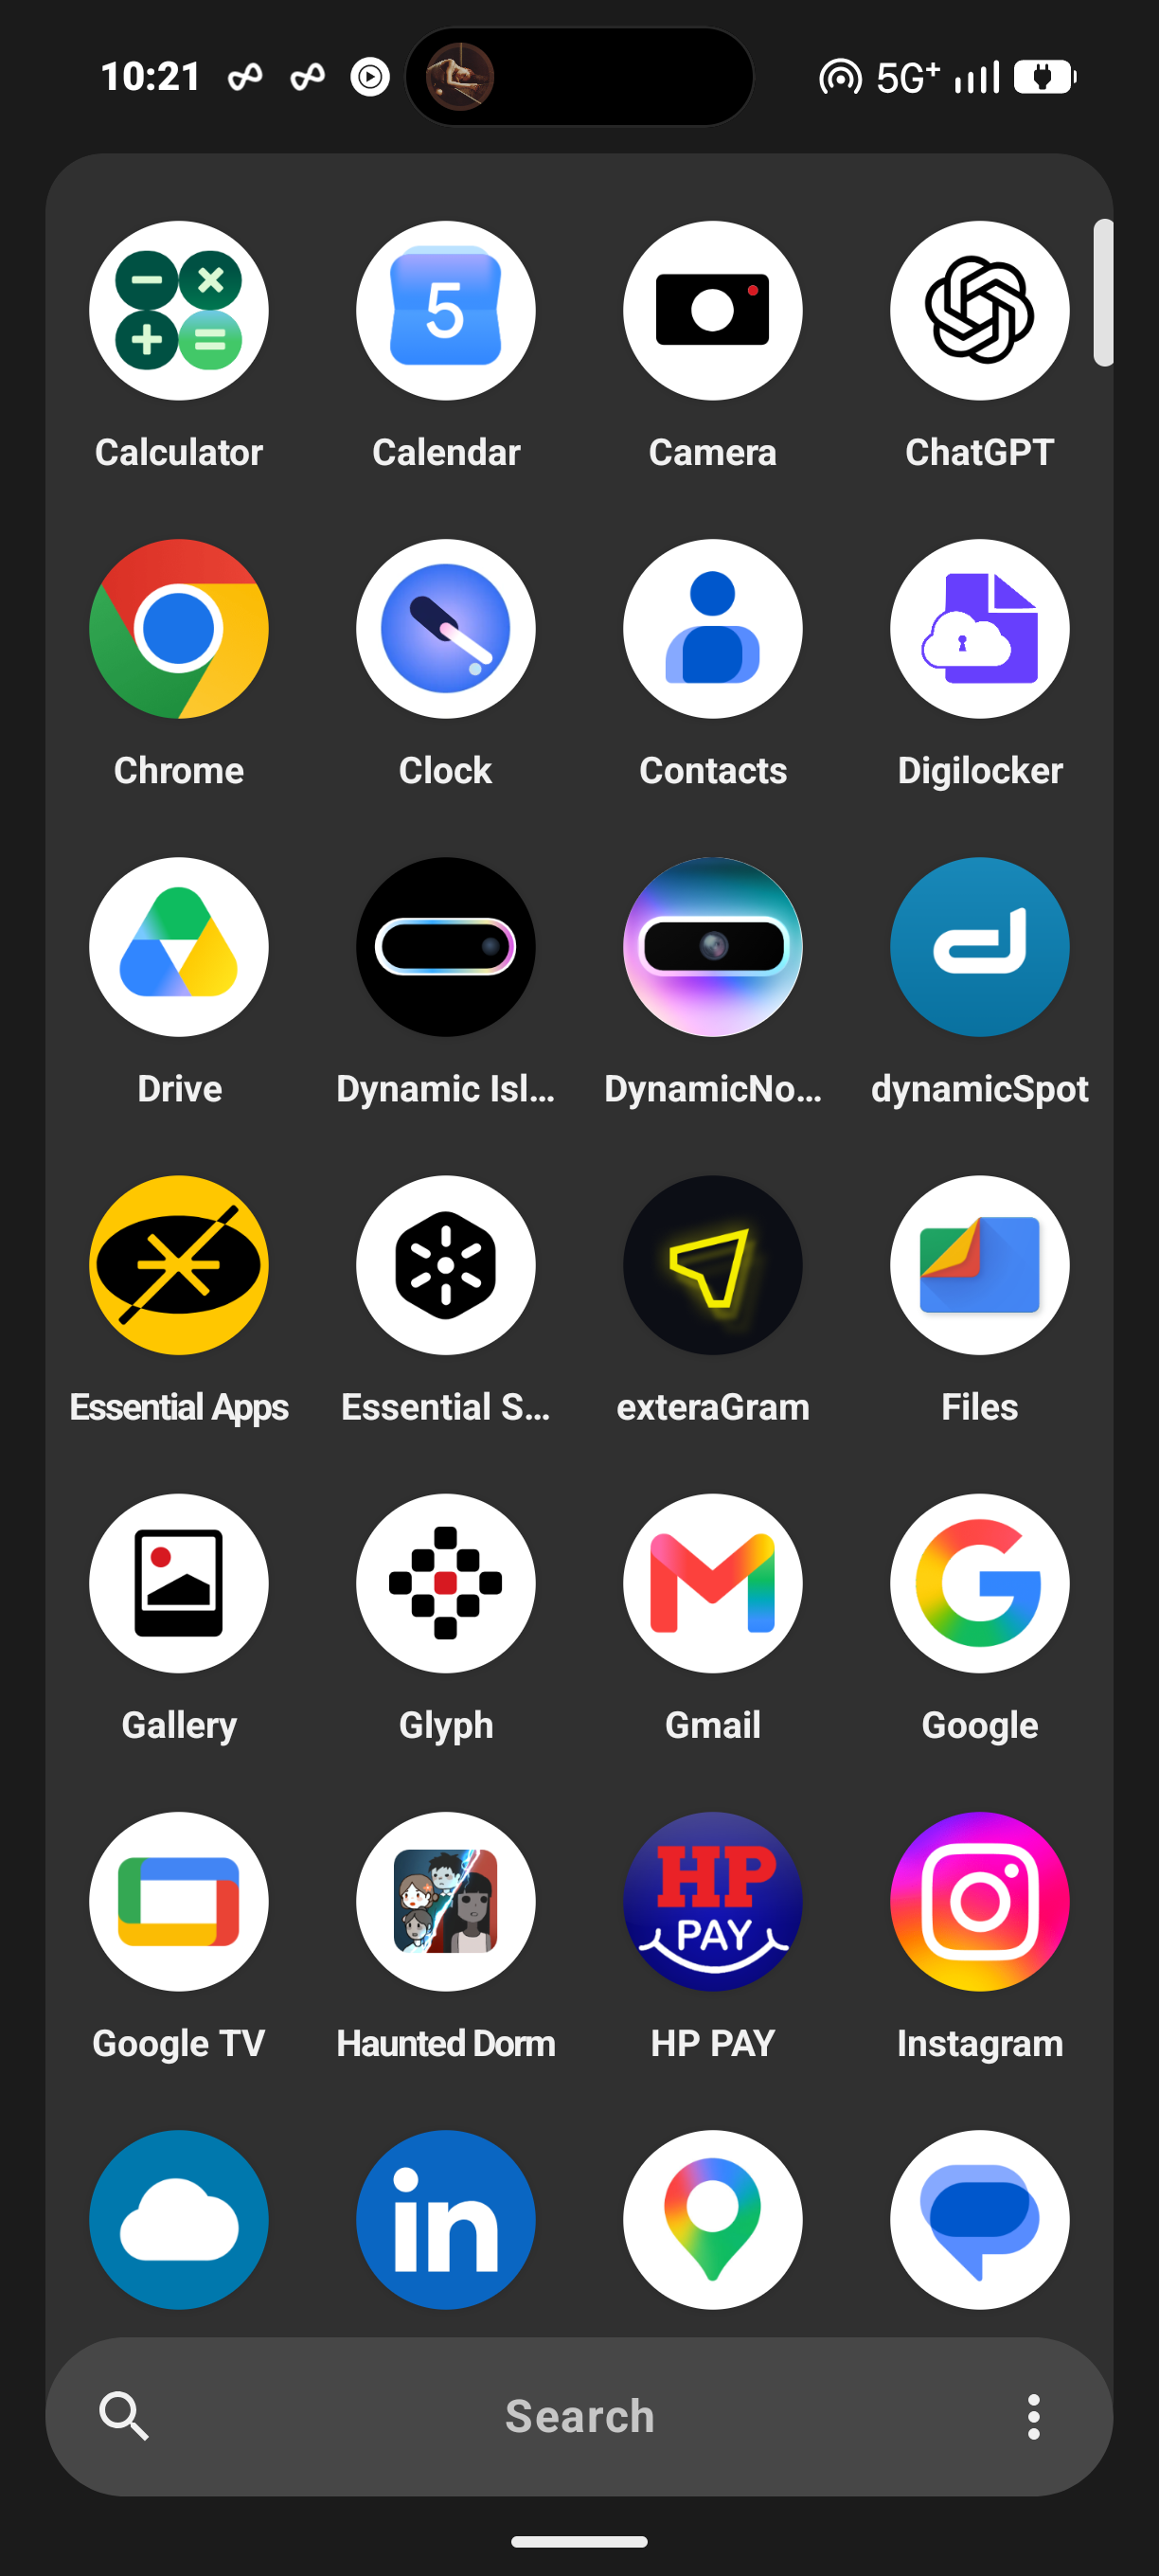 10:21 5G+
Calculator Calendar Camera ChatGPT
5
Chrome Clock Contacts Digilocker
Drive Dynamic Isl... DynamicNo... dynamicSpot
Essential Apps Essential S... exteraGram Files
Gallery Glyph Gmail Google
HP
PAY
Google TV Haunted Dorm HP PAY Instagram
in
Search